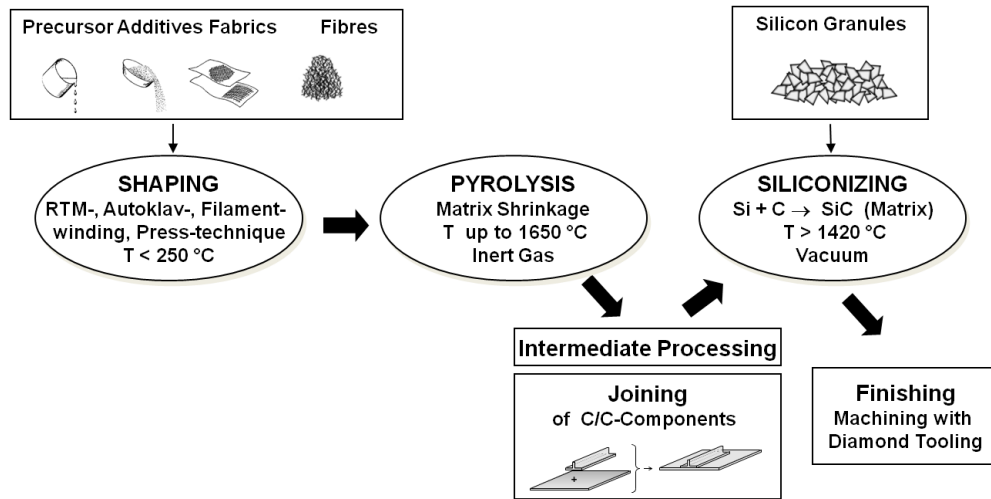 Precursor Additives Fabrics Fibres
Silicon Granules
SHAPING
RTM-, Autoklav-, Filament-
winding, Press-technique
T < 250 °C
PYROLYSIS
Matrix Shrinkage
T up to 1650 °C
Inert Gas
SILICONIZING
Si + C → SiC (Matrix)
T > 1420 °C
Vacuum
Intermediate Processing
Joining
of C/C-Components
+
Finishing
Machining with
Diamond Tooling